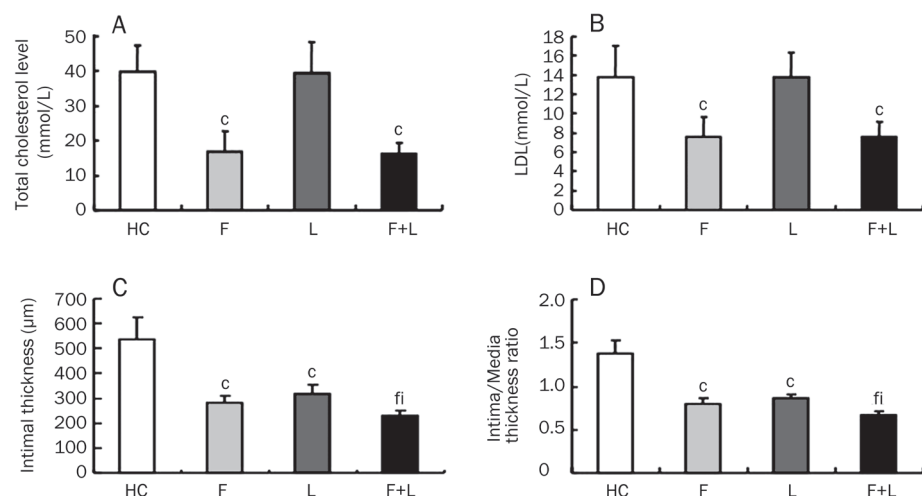 A
Total cholesterol level
(mmol/L)
50
40
30
20
10
0
c
c
HC F L F+L
B
LDL(mmol/L)
18
16
14
12
10
8
6
4
2
0
c
c
HC F L F+L
C
Intimal thickness (μm)
700
600
500
400
300
200
100
0
c
c
fi
HC F L F+L
D
Intima/Media
thickness ratio
2.0
1.5
1.0
0.5
0
c
c
fi
HC F L F+L